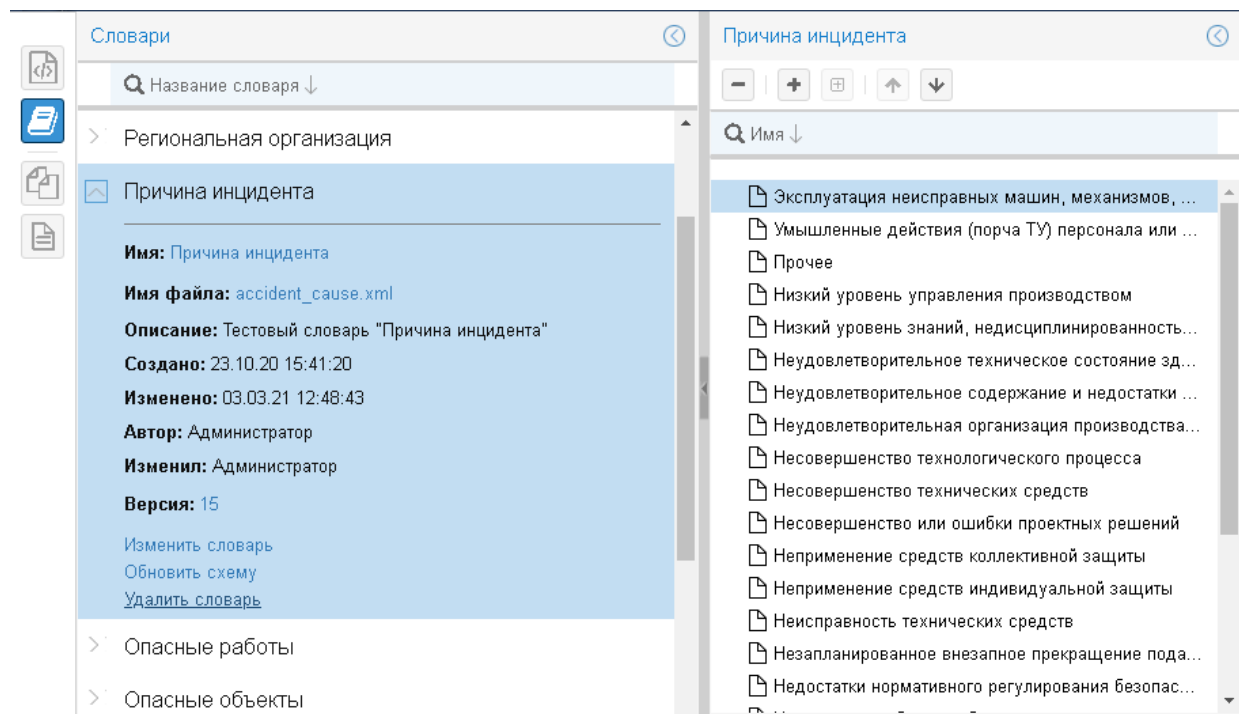 Словари
Название словаря
Региональная организация
Причина инцидента
Имя: Причина инцидента
Имя файла: accident_cause.xml
Описание: Тестовый словарь "Причина инцидента"
Создано: 23.10.20 15:41:20
Изменено: 03.03.21 12:48:43
Автор: Администратор
Изменил: Администратор
Версия: 15
Изменить словарь
Обновить схему
Удалить словарь
Опасные работы
Опасные объекты
Причина инцидента
Имя
Эксплуатация неисправных машин, механизмов, ...
Умышленные действия (порча ТУ) персонала или ...
Прочее
Низкий уровень управления производством
Низкий уровень знаний, недисциплинированность...
Неудовлетворительное техническое состояние зд...
Неудовлетворительное содержание и недостатки ...
Неудовлетворительная организация производства...
Несовершенство технологического процесса
Несовершенство технических средств
Несовершенство или ошибки проектных решений
Неприменение средств коллективной защиты
Неприменение средств индивидуальной защиты
Неисправность технических средств
Незапланированное внезапное прекращение пода...
Недостатки нормативного регулирования безопас...